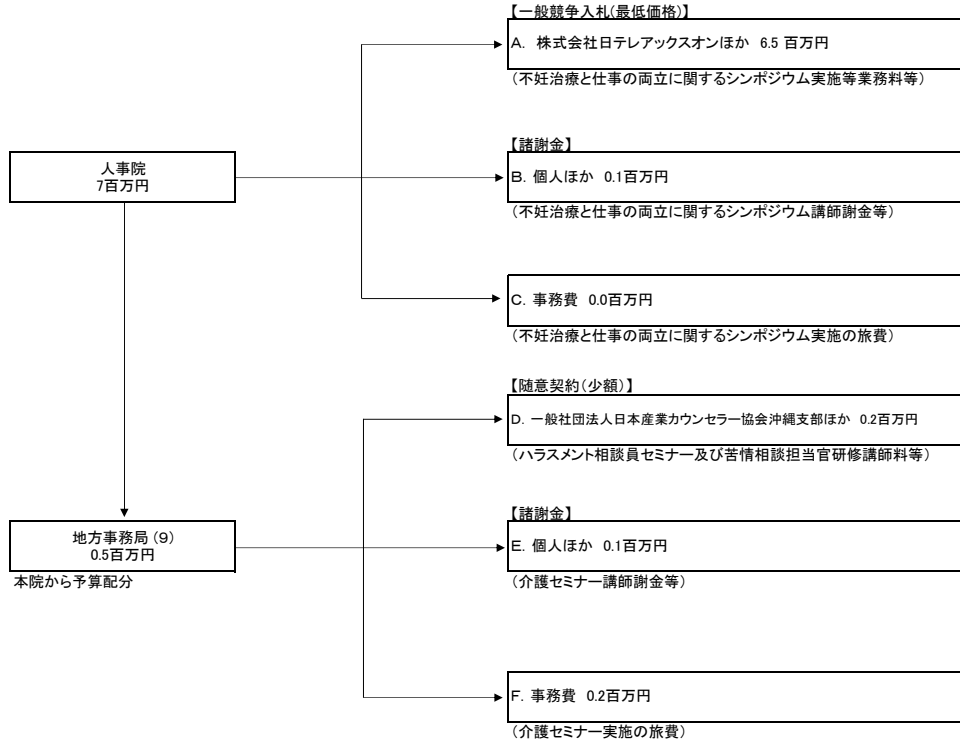 【一般競争入札(最低価格)】
A. 株式会社日テレアックスオンほか 6.5 百万円
(不妊治療と仕事の両立に関するシンポジウム実施等業務料等)
人事院
7百万円
【諸謝金】
B. 個人ほか 0.1百万円
(不妊治療と仕事の両立に関するシンポジウム講師謝金等)
C. 事務費 0.0百万円
(不妊治療と仕事の両立に関するシンポジウム実施の旅費)
【随意契約(少額)】
D. 一般社団法人日本産業カウンセラー協会沖縄支部ほか 0.2百万円
(ハラスメント相談員セミナー及び苦情相談担当官研修講師料等)
地方事務局(9)
0.5百万円
本院から予算配分
【諸謝金】
E. 個人ほか 0.1百万円
(介護セミナー講師謝金等)
F. 事務費 0.2百万円
(介護セミナー実施の旅費)